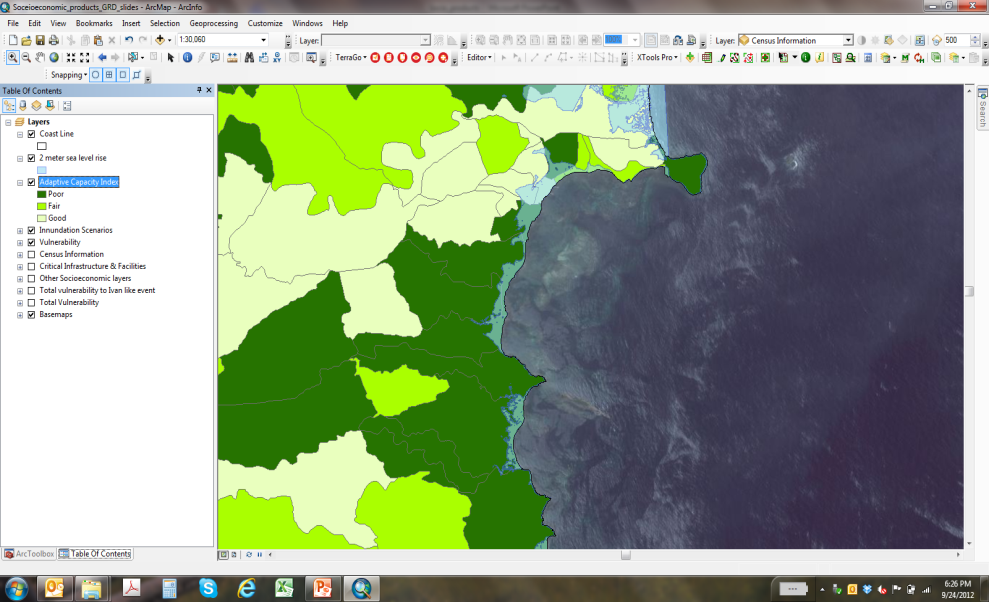 Soceioeconomic_products_GRD_slides - ArcMap - ArcInfo
File Edit View Bookmarks Insert Selection Geoprocessing Customize Windows Help
1:30,060 Layer: Layer: Census Information 500
TerraGo Editor XTools Pro
Snapping
Table Of Contents
Layers
Coast Line
2 meter sea level rise
Adaptive Capacity Index
Poor
Fair
Good
Innundation Scenarios
Vulnerability
Census Information
Critical Infrastructure & Facilities
Other Socioeconomic layers
Total vulnerability to Ivan like event
Total Vulnerability
Basemaps
Search
ArcToolbox Table Of Contents
6:26 PM
9/24/2012